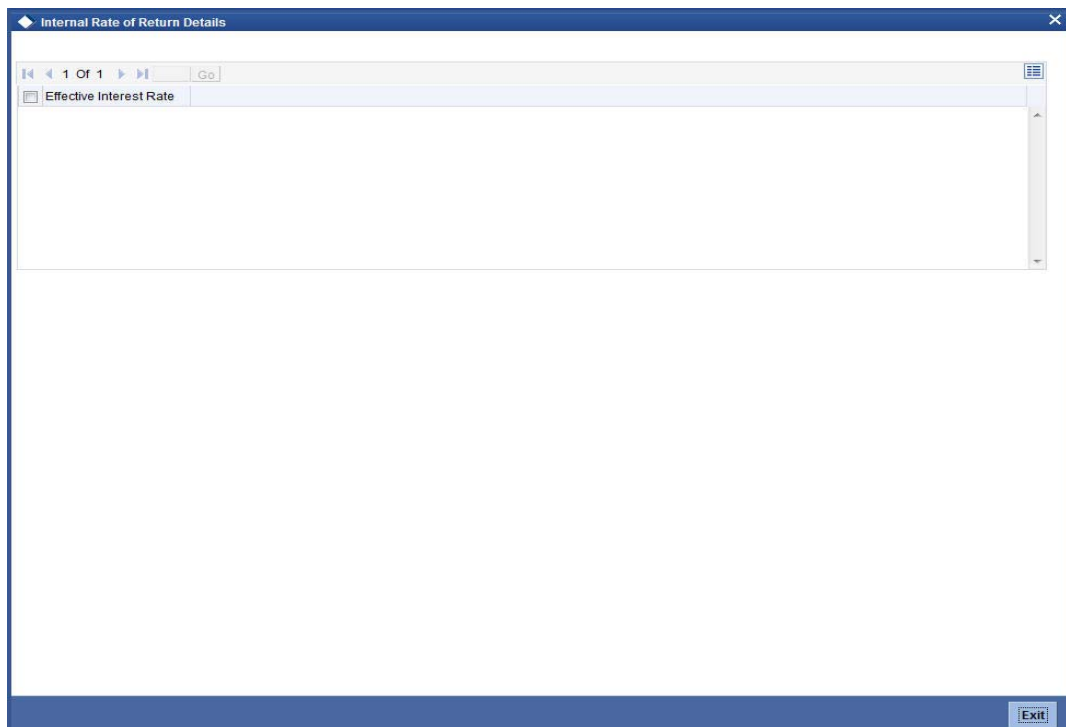 Internal Rate of Return Details
1 Of 1 Go
Effective Interest Rate
Exit